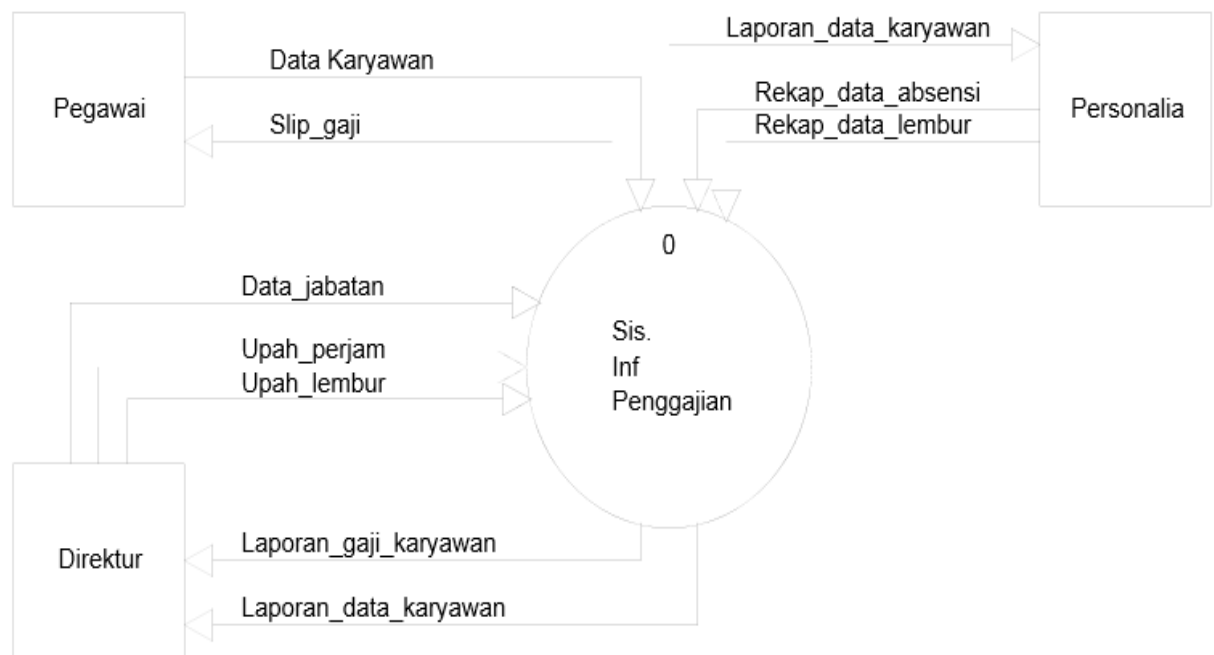 Laporan_data_karyawan
Data Karyawan
Rekap_data_absensi
Pegawai
Personalia
Slip_gaji
Rekap_data_lembur
0
Data_jabatan
Sis.
Inf
Penggajian
Upah_perjam
Upah_lembur
Laporan_gaji_karyawan
Direktur
Laporan_data_karyawan